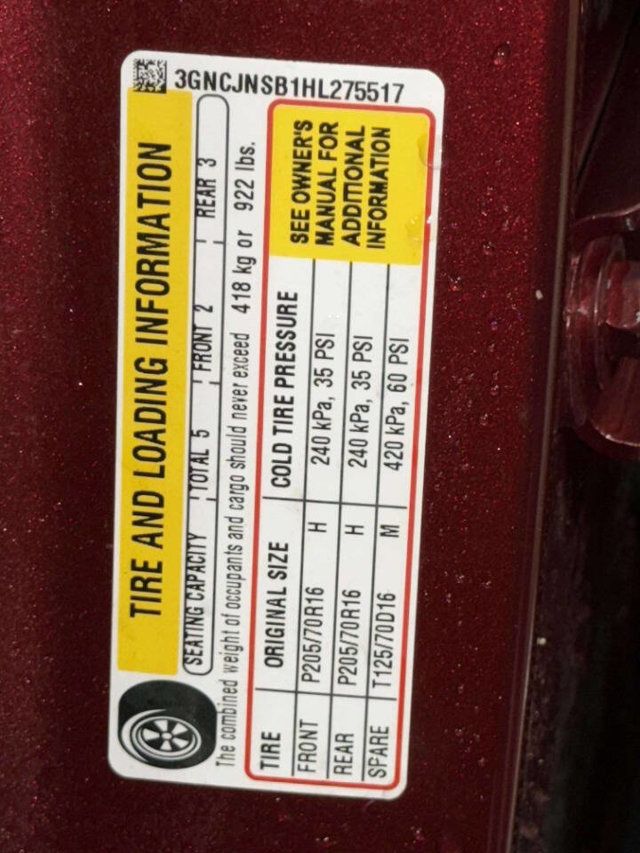 3GNCJNSB1HL275517
TIRE AND LOADING INFORMATION
SEATING CAPACITY TOTAL 5 FRONT 2 REAR 3
The combined weight of occupants and cargo should never exceed 418 kg or 922 lbs.
TIRE ORIGINAL SIZE COLD TIRE PRESSURE
FRONT P205/70R16 H 240 kPa, 35 PSI
REAR P205/70R16 H 240 kPa, 35 PSI
SPARE T125/70D16 M 420 kPa, 60 PSI
SEE OWNER'S
MANUAL FOR
ADDITIONAL
INFORMATION